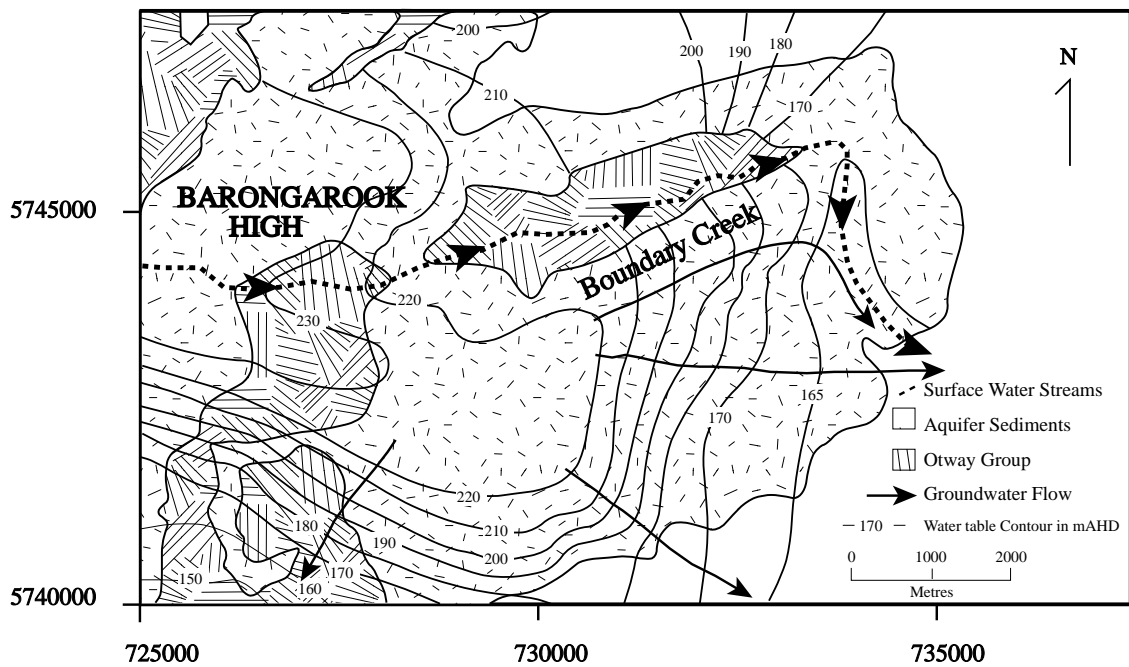 200
200
190
180
N
210
170
BARONGAROOK
HIGH
5745000
Boundary Creek
220
230
165
170
Surface Water Streams
Aquifer Sediments
Otway Group
Groundwater Flow
170 Water table Contour in mAHD
0 1000 2000
Metres
220
210
200
190
180
170
160
150
5740000
725000
730000
735000